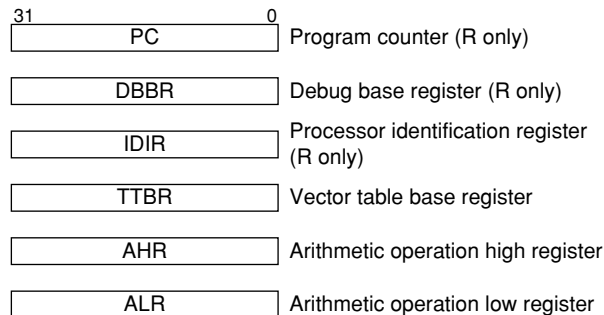 31 0
PC Program counter (R only)
DBBR Debug base register (R only)
IDIR Processor identification register
(R only)
TTBR Vector table base register
AHR Arithmetic operation high register
ALR Arithmetic operation low register